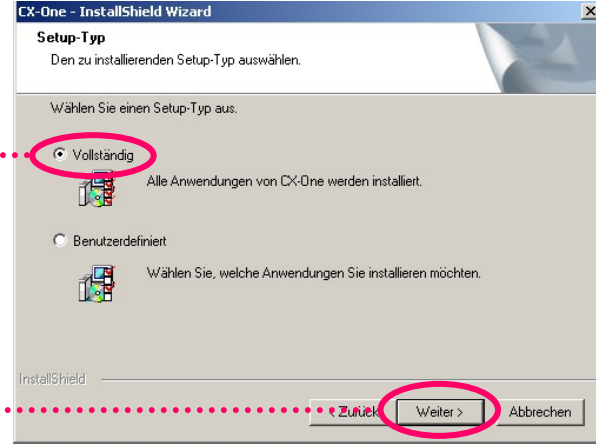 CX-One - InstallShield Wizard
Setup-Typ
Den zu installierenden Setup-Typ auswählen.
Wählen Sie einen Setup-Typ aus.
Vollständig
Alle Anwendungen von CX-One werden installiert.
Benutzerdefiniert
Wählen Sie, welche Anwendungen Sie installieren möchten.
InstallShield
< Zurück Weiter > Abbrechen